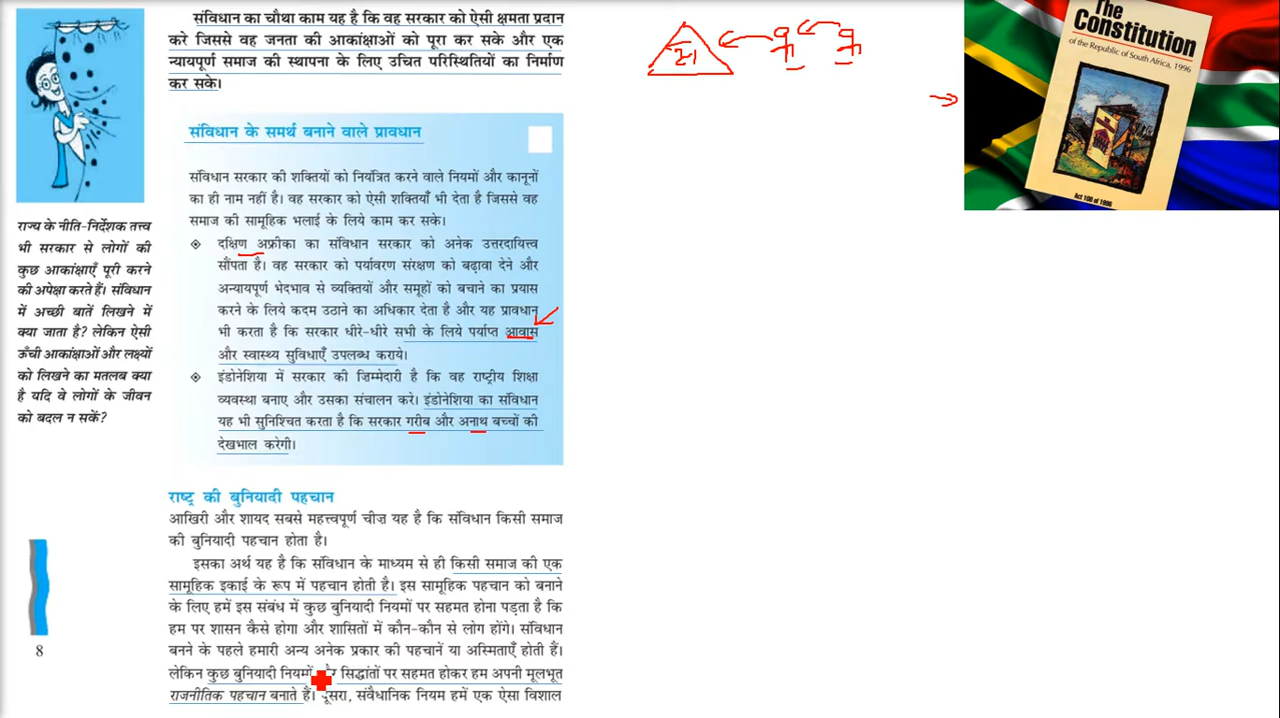 संविधान का चौथा काम यह है कि वह सरकार को ऐसी क्षमता प्रदान
करे जिससे वह जनता की आकांक्षाओं को पूरा कर सके और एक
न्यायपूर्ण समाज की स्थापना के लिए उचित परिस्थितियों का निर्माण
कर सके।
संविधान के समर्थ बनाने वाले प्रावधान
संविधान सरकार की शक्तियों को नियंत्रित करने वाले नियमों और कानूनों
का ही नाम नहीं है। वह सरकार को ऐसी शक्तियाँ भी देता है जिससे वह
समाज की सामूहिक भलाई के लिये काम कर सके।
❖ दक्षिण अफ्रीका का संविधान सरकार को अनेक उत्तरदायित्त्व
सौंपता है। वह सरकार को पर्यावरण संरक्षण को बढ़ावा देने और
अन्यायपूर्ण भेदभाव से व्यक्तियों और समूहों को बचाने का प्रयास
करने के लिये कदम उठाने का अधिकार देता है और यह प्रावधान
भी करता है कि सरकार धीरे-धीरे सभी के लिये पर्याप्त आवास
और स्वास्थ्य सुविधाएँ उपलब्ध कराये।
❖ इंडोनेशिया में सरकार की ज़िम्मेदारी है कि वह राष्ट्रीय शिक्षा
व्यवस्था बनाए और उसका संचालन करे। इंडोनेशिया का संविधान
यह भी सुनिश्चित करता है कि सरकार गरीब और अनाथ बच्चों की
देखभाल करेगी।
राज्य के नीति-निर्देशक तत्त्व
भी सरकार से लोगों की
कुछ आकांक्षाएँ पूरी करने
की अपेक्षा करते हैं। संविधान
में अच्छी बातें लिखने में
क्या जाता है? लेकिन ऐसी
ऊँची आकांक्षाओं और लक्ष्यों
को लिखने का मतलब क्या
है यदि वे लोगों के जीवन
को बदल न सकें?
राष्ट्र की बुनियादी पहचान
आखिरी और शायद सबसे महत्त्वपूर्ण चीज़ यह है कि संविधान किसी समाज
की बुनियादी पहचान होता है।
इसका अर्थ यह है कि संविधान के माध्यम से ही किसी समाज की एक
सामूहिक इकाई के रूप में पहचान होती है। इस सामूहिक पहचान को बनाने
के लिए हमें इस संबंध में कुछ बुनियादी नियमों पर सहमत होना पड़ता है कि
हम पर शासन कैसे होगा और शासितों में कौन-कौन से लोग होंगे। संविधान
बनने के पहले हमारी अन्य अनेक प्रकार की पहचानें या अस्मिताएँ होती हैं।
लेकिन कुछ बुनियादी नियमों सिद्धांतों पर सहमत होकर हम अपनी मूलभूत
राजनीतिक पहचान बनाते हैं। दूसरा, संवैधानिक नियम हमें एक ऐसा विशाल
8
The
Constitution
of the Republic of South Africa, 1996
Act 108 of 1996